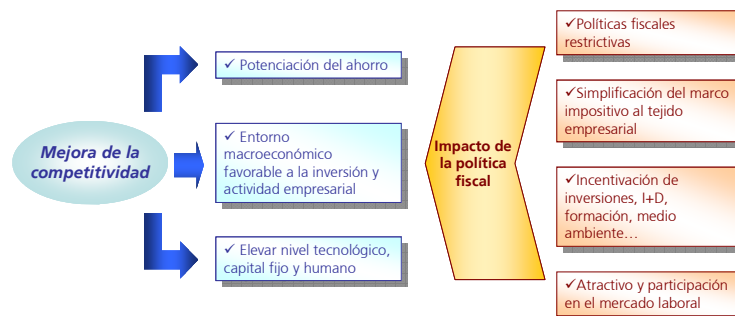 Mejora de la
competitividad
✓ Potenciación del ahorro
✓ Entorno
macroeconómico
favorable a la inversión y
actividad empresarial
✓ Elevar nivel tecnológico,
capital fijo y humano
Impacto de
la política
fiscal
✓Políticas fiscales
restrictivas
✓Simplificación del marco
impositivo al tejido
empresarial
✓Incentivación de
inversiones, I+D,
formación, medio
ambiente…
✓Atractivo y participación
en el mercado laboral